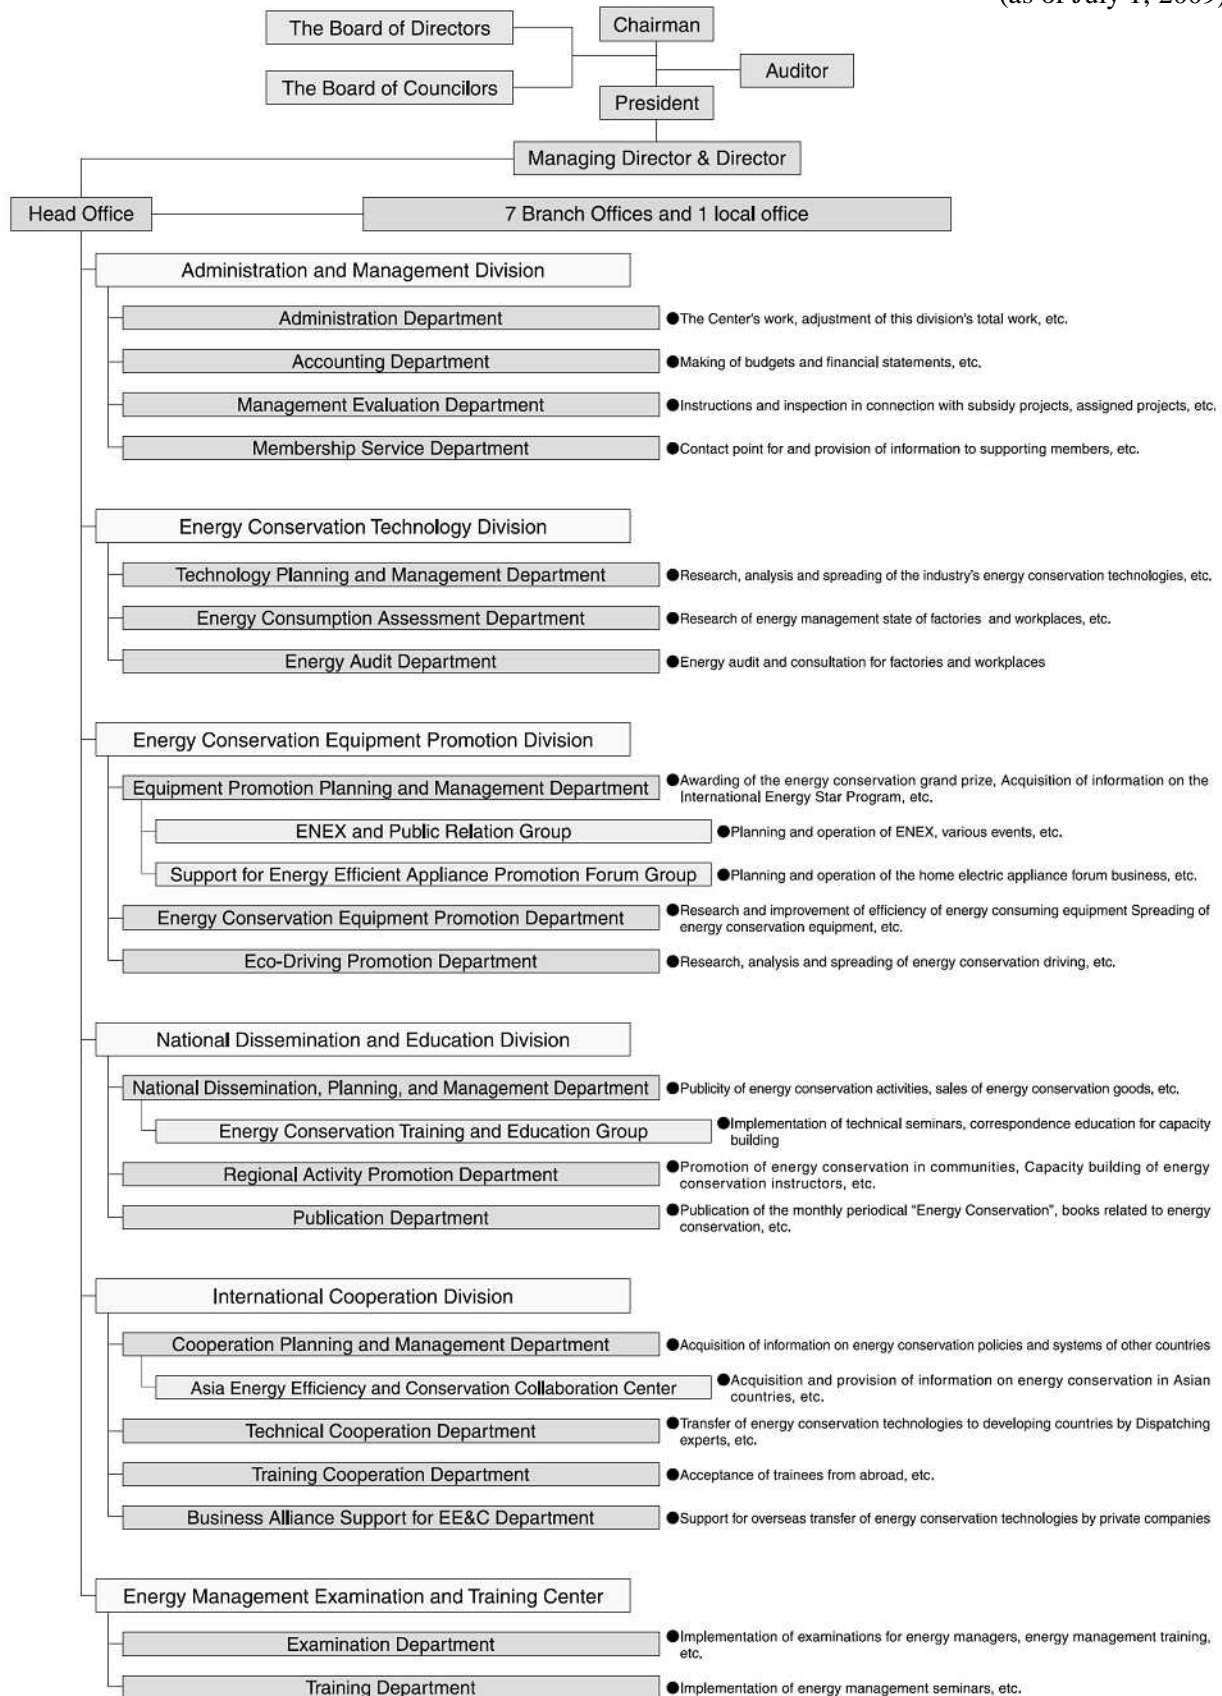 (as of July 1, 2009)
The Board of Directors
Chairman
Auditor
The Board of Councilors
President
Managing Director & Director
Head Office
7 Branch Offices and 1 local office
Administration and Management Division
Administration Department
●The Center's work, adjustment of this division's total work, etc.
Accounting Department
●Making of budgets and financial statements, etc.
Management Evaluation Department
●Instructions and inspection in connection with subsidy projects, assigned projects, etc.
Membership Service Department
●Contact point for and provision of information to supporting members, etc.
Energy Conservation Technology Division
Technology Planning and Management Department
●Research, analysis and spreading of the industry's energy conservation technologies, etc.
Energy Consumption Assessment Department
●Research of energy management state of factories and workplaces, etc.
Energy Audit Department
●Energy audit and consultation for factories and workplaces
Energy Conservation Equipment Promotion Division
Equipment Promotion Planning and Management Department
●Awarding of the energy conservation grand prize, Acquisition of information on the
International Energy Star Program, etc.
ENEX and Public Relation Group
●Planning and operation of ENEX, various events, etc.
Support for Energy Efficient Appliance Promotion Forum Group
●Planning and operation of the home electric appliance forum business, etc.
Energy Conservation Equipment Promotion Department
●Research and improvement of efficiency of energy consuming equipment Spreading of
energy conservation equipment, etc.
Eco-Driving Promotion Department
●Research, analysis and spreading of energy conservation driving, etc.
National Dissemination and Education Division
National Dissemination, Planning, and Management Department
●Publicity of energy conservation activities, sales of energy conservation goods, etc.
Energy Conservation Training and Education Group
●Implementation of technical seminars, correspondence education for capacity
building
Regional Activity Promotion Department
●Promotion of energy conservation in communities, Capacity building of energy
conservation instructors, etc.
Publication Department
●Publication of the monthly periodical "Energy Conservation", books related to energy
conservation, etc.
International Cooperation Division
Cooperation Planning and Management Department
●Acquisition of information on energy conservation policies and systems of other countries
Asia Energy Efficiency and Conservation Collaboration Center
●Acquisition and provision of information on energy conservation in Asian
countries, etc.
Technical Cooperation Department
●Transfer of energy conservation technologies to developing countries by Dispatching
experts, etc.
Training Cooperation Department
●Acceptance of trainees from abroad, etc.
Business Alliance Support for EE&C Department
●Support for overseas transfer of energy conservation technologies by private companies
Energy Management Examination and Training Center
Examination Department
●Implementation of examinations for energy managers, energy management training,
etc.
Training Department
●Implementation of energy management seminars, etc.